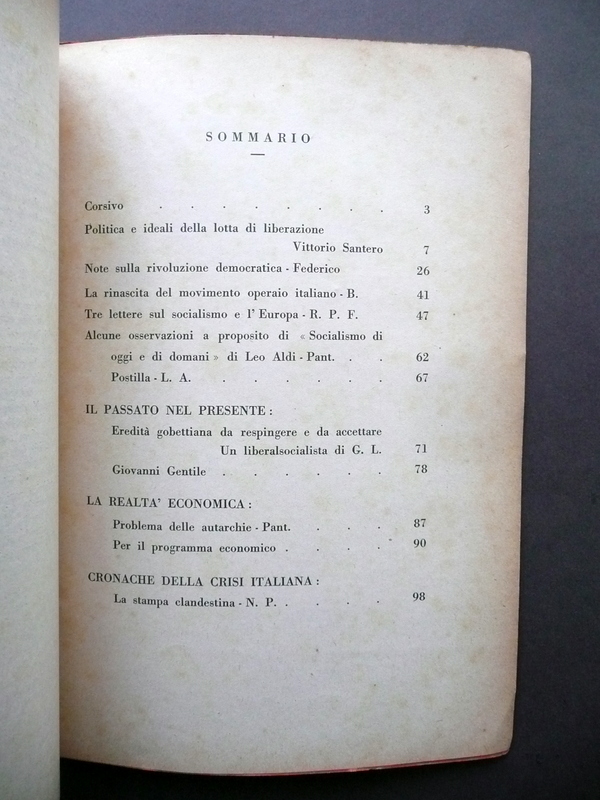 SOMMARIO
Corsivo . . . . . . . . 3
Politica e ideali della lotta di liberazione
Vittorio Santero 7
Note sulla rivoluzione democratica - Federico 26
La rinascita del movimento operaio italiano - B. 41
Tre lettere sul socialismo e l'Europa - R. P. F. 47
Alcune osservazioni a proposito di « Socialismo di
oggi e di domani » di Leo Aldi - Pant. . . 62
Postilla - L. A. . . . . . 67
IL PASSATO NEL PRESENTE :
Eredità gobettiana da respingere e da accettare
Un liberalsocialista di G. L. 71
Giovanni Gentile . . . . . . 78
LA REALTA' ECONOMICA :
Problema delle autarchie - Pant. . . . 87
Per il programma economico . . . . 90
CRONACHE DELLA CRISI ITALIANA :
La stampa clandestina - N. P. . . . . 98